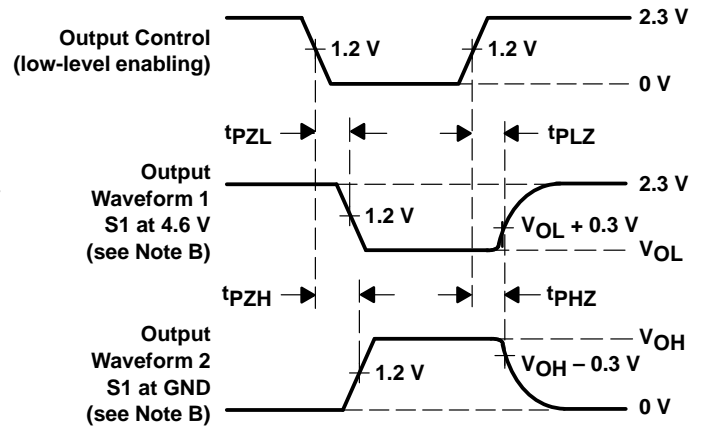 2.3 V
Output Control
(low-level enabling)
1.2 V
1.2 V
0 V
tPZL
tPLZ
Output
Waveform 1
S1 at 4.6 V
(see Note B)
2.3 V
1.2 V
VOL + 0.3 V
VOL
tPZH
tPHZ
Output
Waveform 2
S1 at GND
(see Note B)
VOH
1.2 V
VOH – 0.3 V
0 V